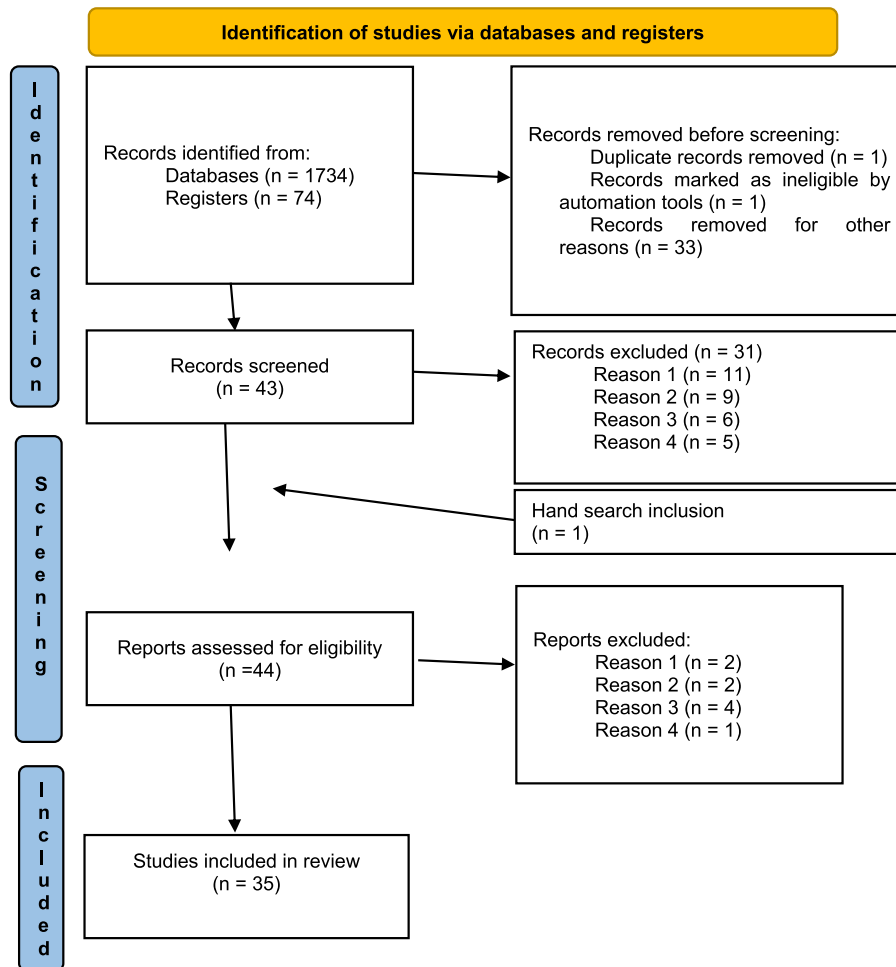 Identification of studies via databases and registers
Identification
Records identified from:
Databases (n = 1734)
Registers (n = 74)
Records removed before screening:
Duplicate records removed (n = 1)
Records marked as ineligible by
automation tools (n = 1)
Records removed for other
reasons (n = 33)
Records screened
(n = 43)
Records excluded (n = 31)
Reason 1 (n = 11)
Reason 2 (n = 9)
Reason 3 (n = 6)
Reason 4 (n = 5)
Screening
Hand search inclusion
(n = 1)
Reports assessed for eligibility
(n =44)
Reports excluded:
Reason 1 (n = 2)
Reason 2 (n = 2)
Reason 3 (n = 4)
Reason 4 (n = 1)
Included
Studies included in review
(n = 35)